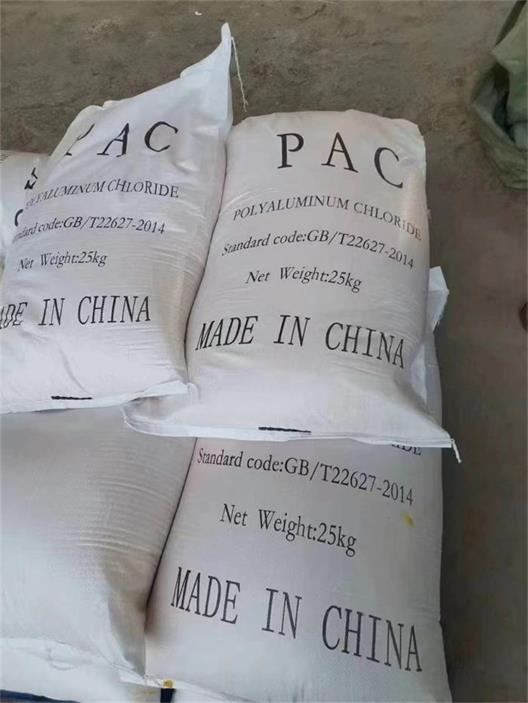 PAC
POLYALUMINUM CHLORIDE
Standard code:GB/T22627-2014
Net Weight:25kg
MADE IN CHINA
PAC
POLYALUMINUM CHLORIDE
Standard code:GB/T22627-2014
Net Weight:25kg
MADE IN CHINA
Standard code:GB/T22627-2014
Net Weight:25kg
MADE IN CHINA